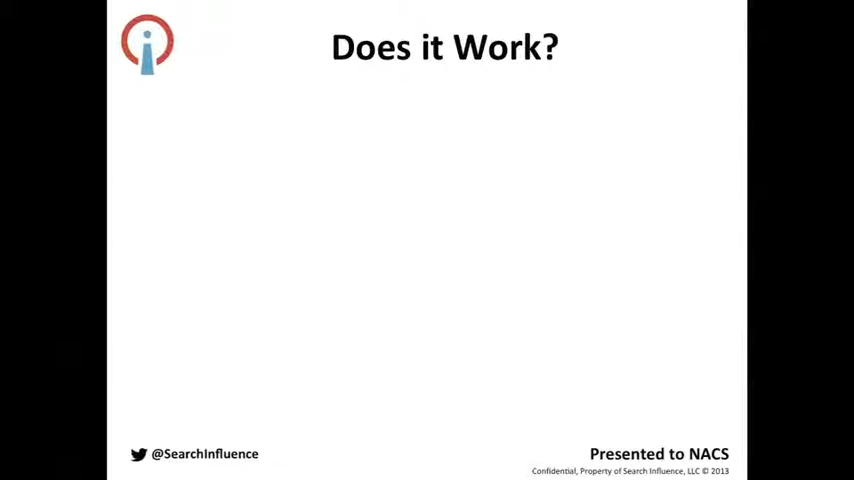 Does it Work?
@SearchInfluence
Presented to NACS
Confidential, Property of Search Influence, LLC © 2013